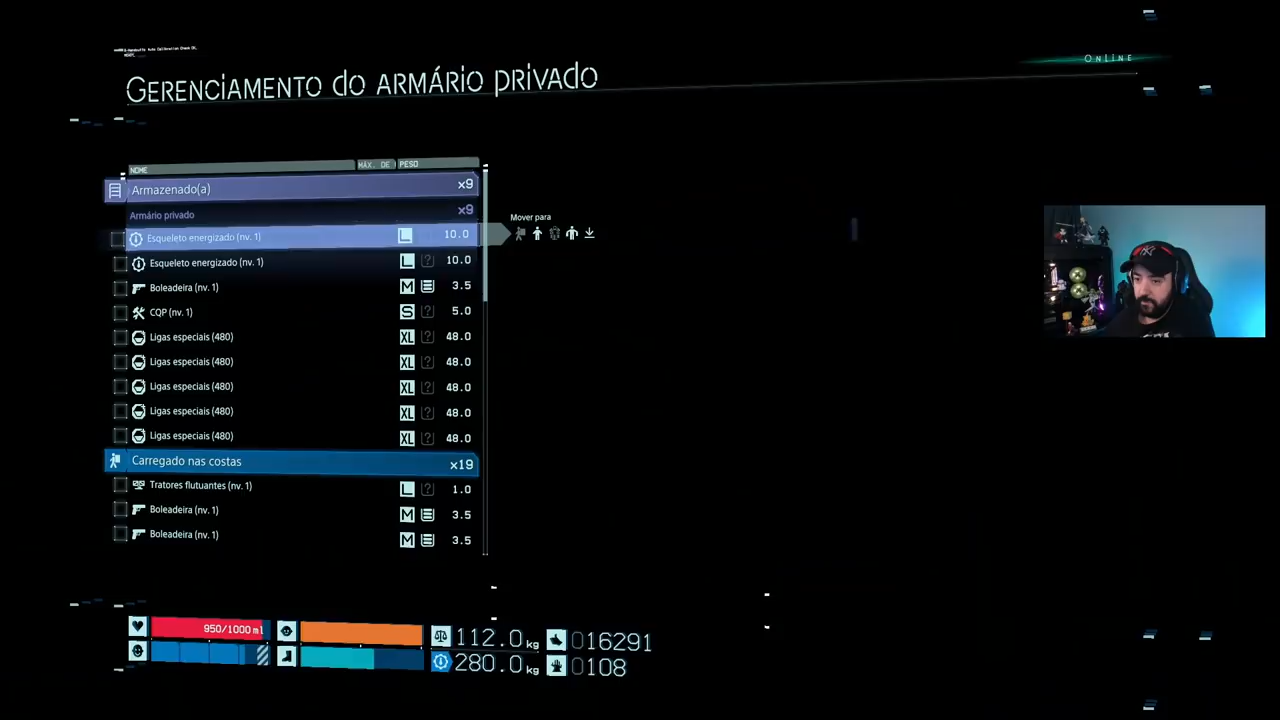 Gerenciamento do armário privado
Online
NOME MÁX. DE PESO
Armazenado(a) x9
Armário privado x9
Esqueleto energizado (nv. 1) L 10.0
Mover para
Esqueleto energizado (nv. 1) L 10.0
Boleadeira (nv. 1) M 3.5
CQP (nv. 1) S 5.0
Ligas especiais (480) XL 48.0
Ligas especiais (480) XL 48.0
Ligas especiais (480) XL 48.0
Ligas especiais (480) XL 48.0
Ligas especiais (480) XL 48.0
Carregado nas costas x19
Tratores flutuantes (nv. 1) L 1.0
Boleadeira (nv. 1) M 3.5
Boleadeira (nv. 1) M 3.5
950/1000 ml
112.0 kg 016291
280.0 kg 0108